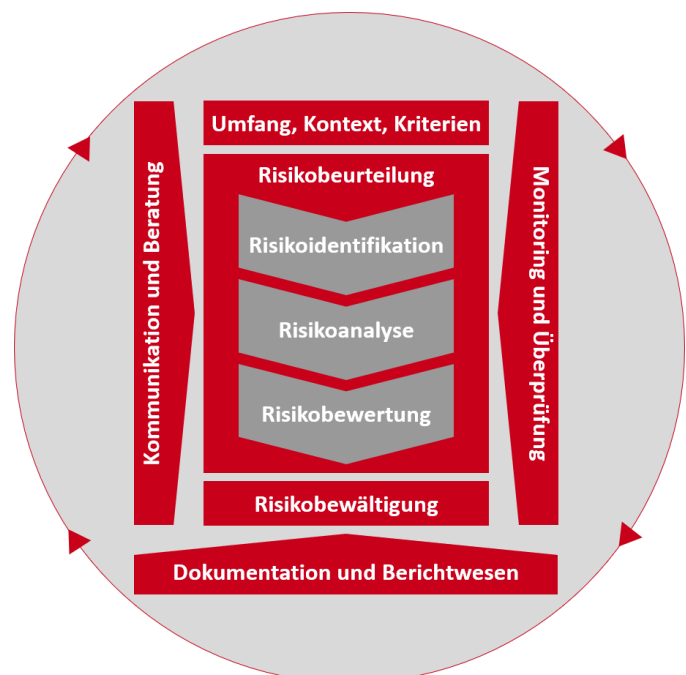 Umfang, Kontext, Kriterien
Risikobeurteilung
Risikoidentifikation
Risikoanalyse
Risikobewertung
Risikobewältigung
Kommunikation und Beratung
Monitoring und Überprüfung
Dokumentation und Berichtwesen